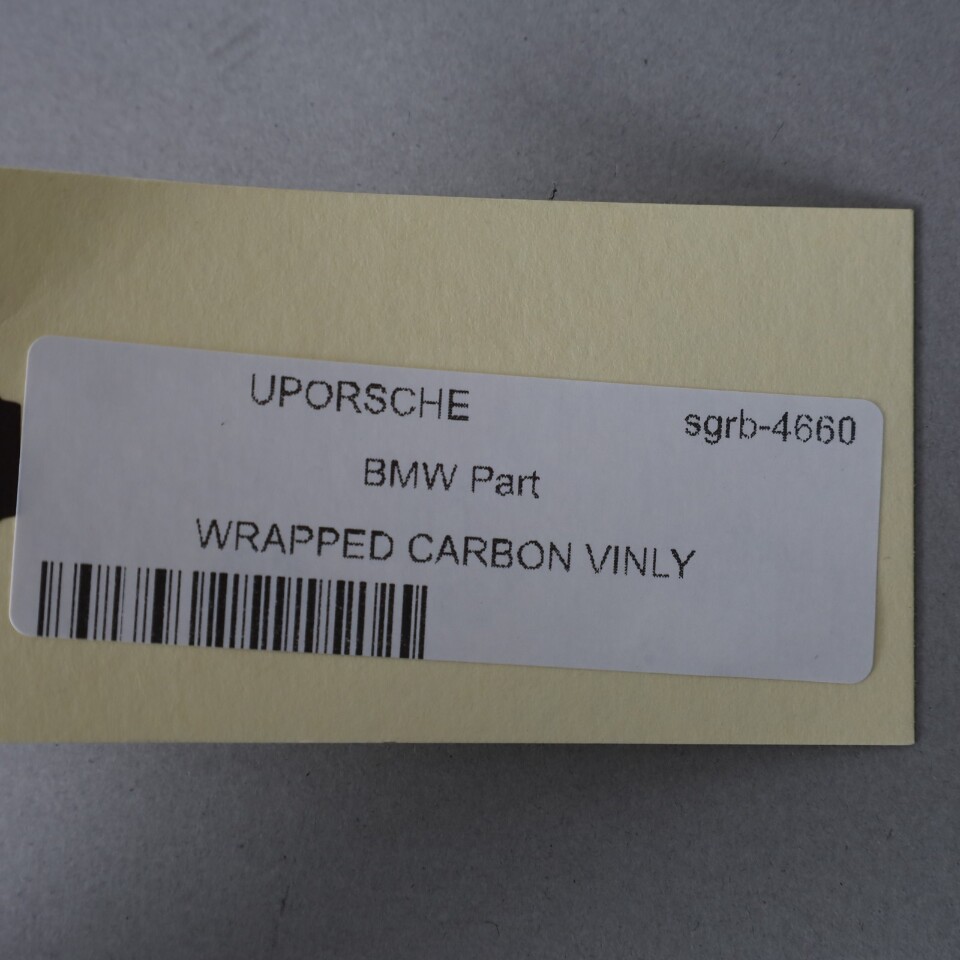 UPORSCHE sgrb-4660
BMW Part
WRAPPED CARBON VINLY